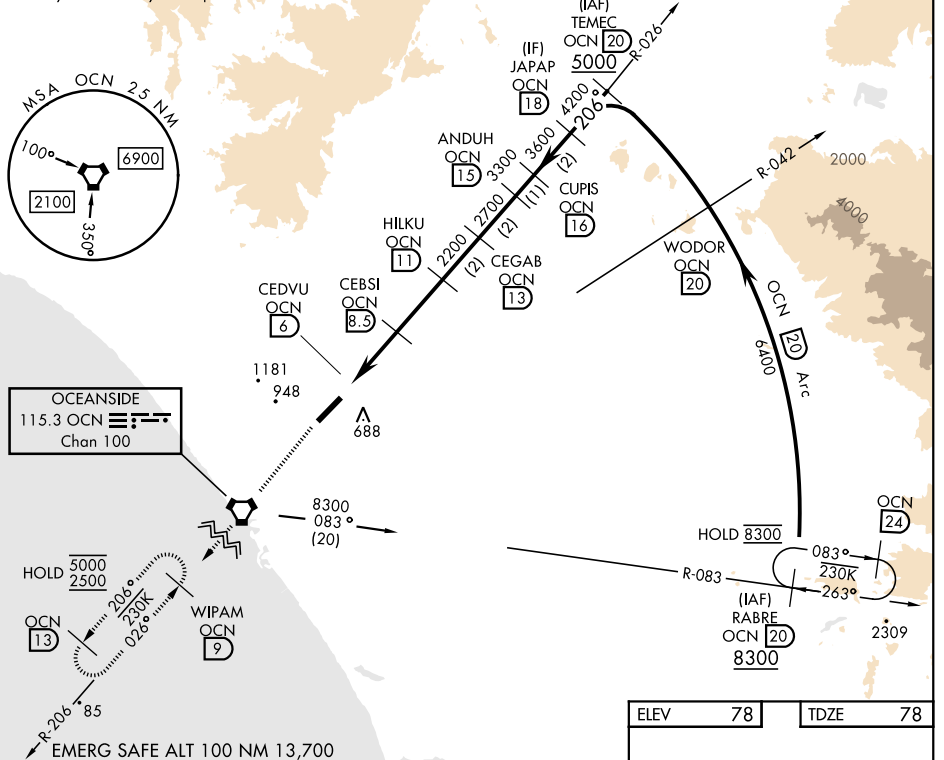 (IAF)
TEMEC
OCN 20
5000
R-026
(IF)
JAPAP
OCN
18
4200
206°
MSA OCN 25 NM
100°
6900
2100
350°
ANDUH
OCN
15
3600
(2)
3300
(1)
CUPIS
OCN
16
R-042
2000
4000
HILKU
OCN
11
2700
(2)
2200
(2)
CEGAB
OCN
13
WODOR
OCN
20
OCN 20 Arc
6400
CEDVU
OCN
6
CEBSI
OCN
8.5
1181
948
688
OCEANSIDE
115.3 OCN
Chan 100
8300
083°
(20)
HOLD 8300
OCN
24
083°
230K
263°
R-083
(IAF)
RABRE
OCN 20
8300
2309
HOLD 5000
2500
206°
230K
026°
OCN
13
WIPAM
OCN
9
R-206
85
EMERG SAFE ALT 100 NM 13,700
ELEV 78
TDZE 78